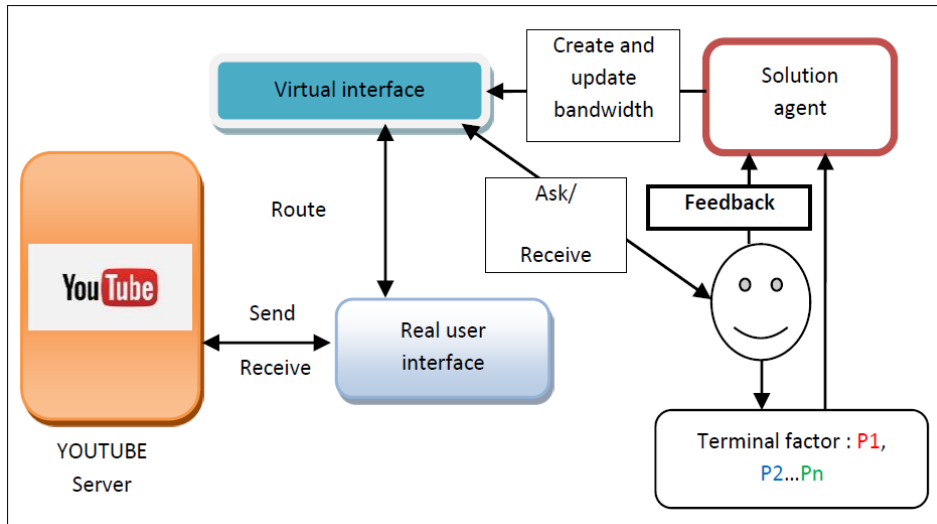 Create and
update
bandwidth
Solution
agent
Virtual interface
Feedback
Ask/
Receive
Route
YouTube
Send
Receive
Real user
interface
YOUTUBE
Server
Terminal factor : P1,
P2...Pn